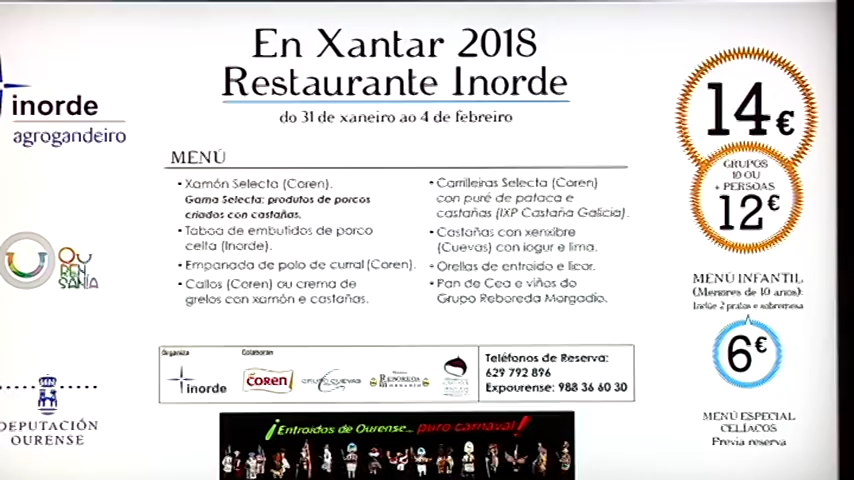 En Xantar 2018
Restaurante Inorde
do 31 de xaneiro ao 4 de febreiro
inorde
agrogandeiro
MENÚ
• Xamón Selecta (Coren).
Gama Selecta: produtos de porcos
criados con castañas.
• Taboa de embutidos de porco
celta (Inorde).
• Empanada de polo de curral (Coren).
• Callos (Coren) ou crema de
grelos con xamón e castañas.
• Carrilleiras Selecta (Coren)
con puré de pataca e
castañas (IXP Castaña Galicia).
• Castañas con xenxibre
(Cuevas) con iogur e lima.
• Orellas de entroido e licor.
• Pan de Cea e viños do
Grupo Reboreda Morgadío.
14€
GRUPOS
10 OU
+ PERSOAS
12€
MENÚ INFANTIL
(Menores de 10 anos):
Inclúe 2 pratos e sobremesa
6€
MENÚ ESPECIAL
CELÍACOS
Previa reserva
OURENSANÍA
DEPUTACIÓN
OURENSE
Organiza
inorde
Colaboran
COREN
GRUPO CUEVAS
REBOREDA
MORGADÍO
Teléfonos de Reserva:
629 792 896
Expourense: 988 36 60 30
¡Entroidos de Ourense... puro carnaval!